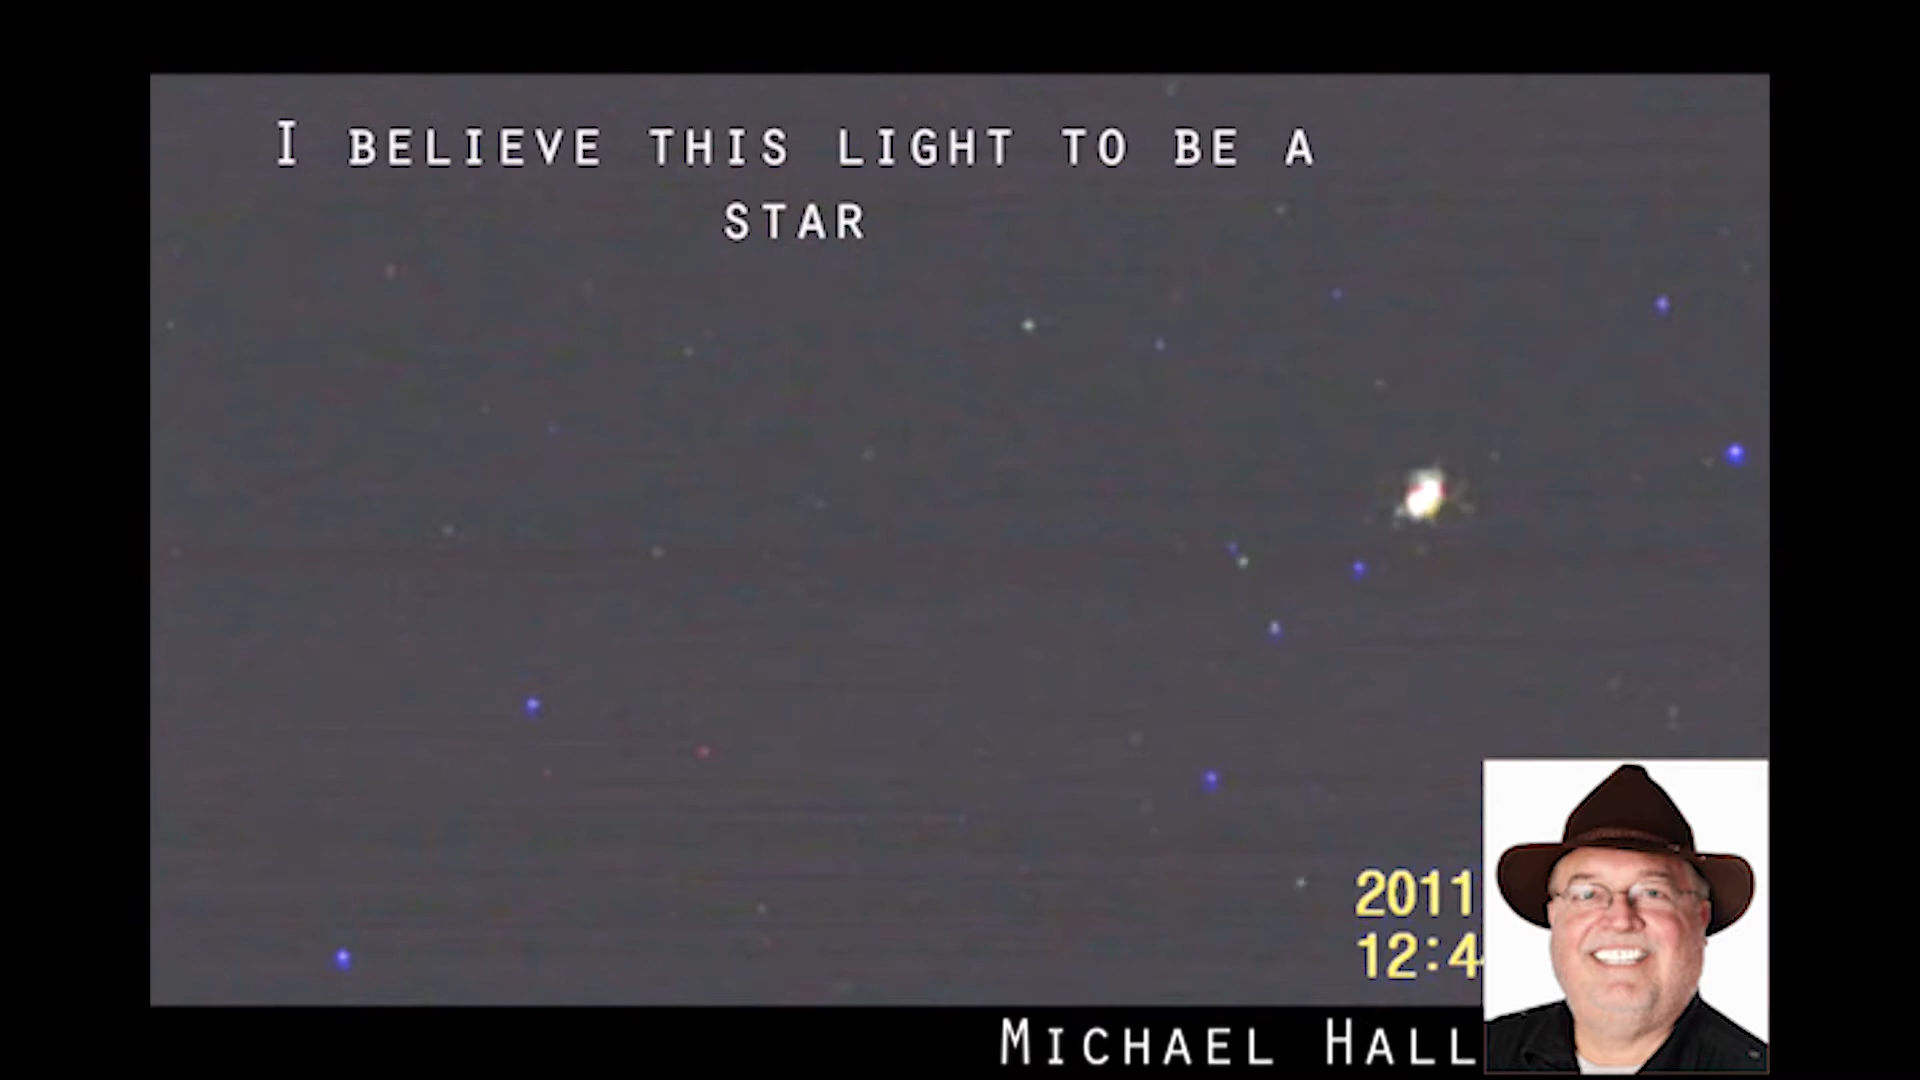 I BELIEVE THIS LIGHT TO BE A
STAR
2011
12:4
MICHAEL HALL